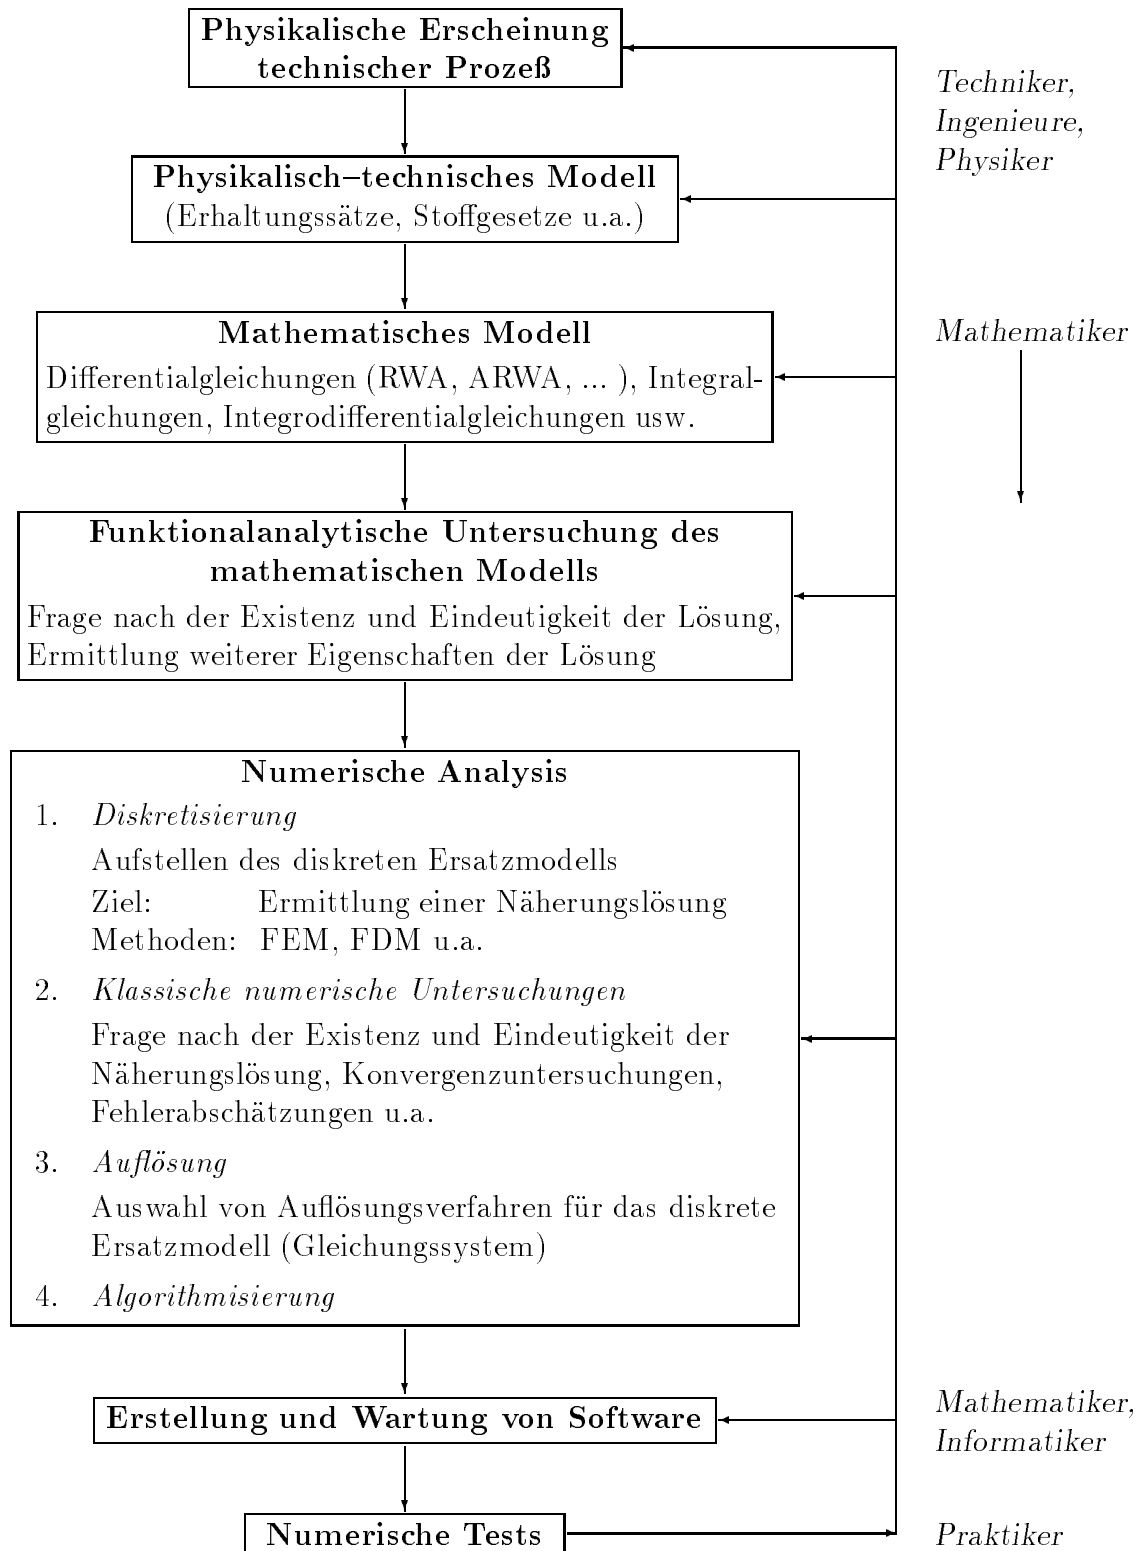 Physikalische Erscheinung
technischer Prozeß
Techniker,
Ingenieure,
Physiker
Physikalisch–technisches Modell
(Erhaltungssätze, Stoffgesetze u.a.)
Mathematisches Modell
Mathematiker
Differentialgleichungen (RWA, ARWA, ... ), Integral-
gleichungen, Integrodifferentialgleichungen usw.
Funktionalanalytische Untersuchung des
mathematischen Modells
Frage nach der Existenz und Eindeutigkeit der Lösung,
Ermittlung weiterer Eigenschaften der Lösung
Numerische Analysis
1. Diskretisierung
Aufstellen des diskreten Ersatzmodells
Ziel: Ermittlung einer Näherungslösung
Methoden: FEM, FDM u.a.
2. Klassische numerische Untersuchungen
Frage nach der Existenz und Eindeutigkeit der
Näherungslösung, Konvergenzuntersuchungen,
Fehlerabschätzungen u.a.
3. Auflösung
Auswahl von Auflösungsverfahren für das diskrete
Ersatzmodell (Gleichungssystem)
4. Algorithmisierung
Erstellung und Wartung von Software
Mathematiker,
Informatiker
Numerische Tests
Praktiker